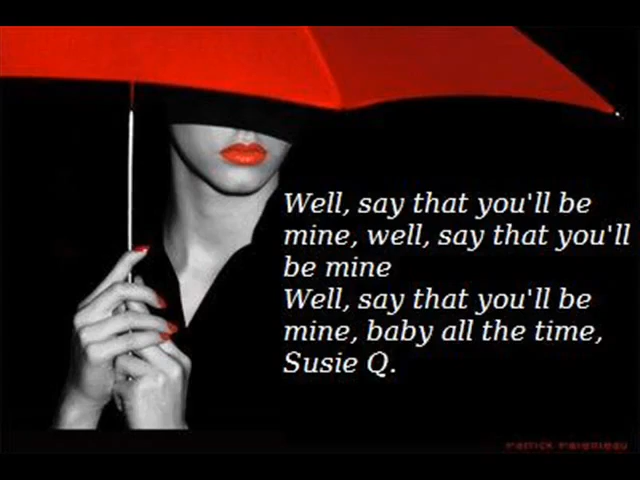 Well, say that you'll be
mine, well, say that you'll
be mine
Well, say that you'll be
mine, baby all the time,
Susie Q.